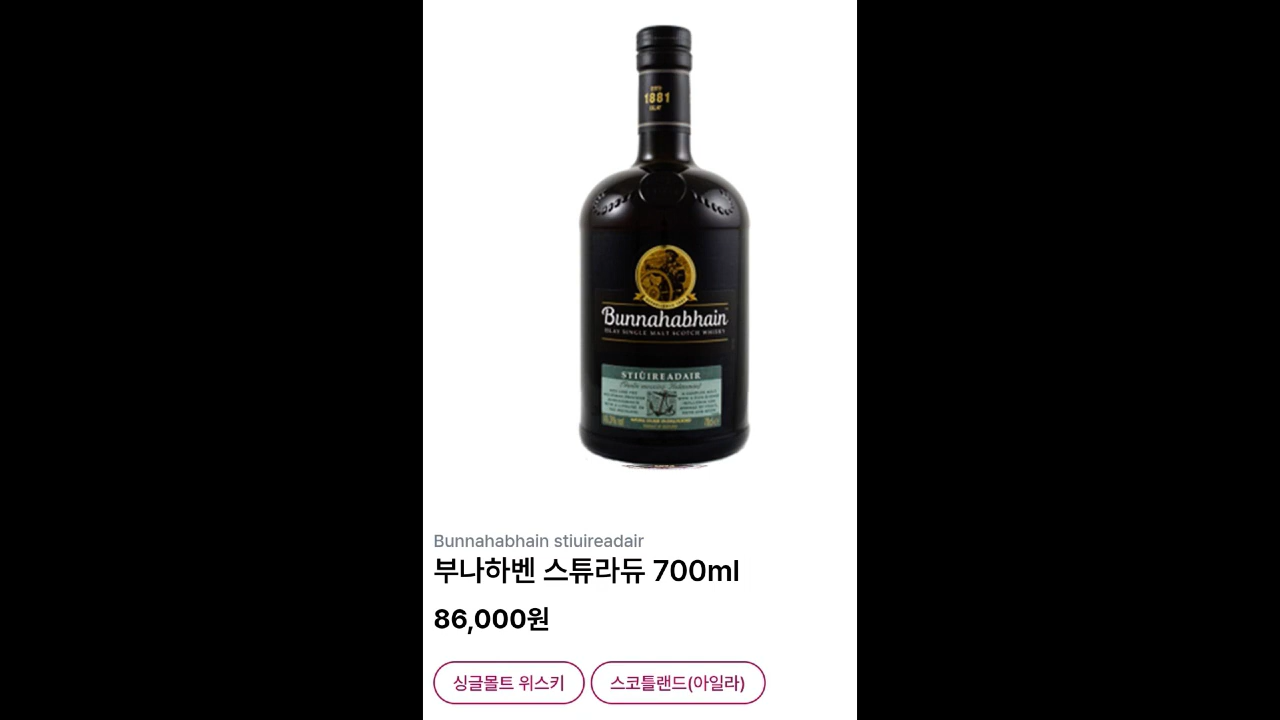 1881
Bunnahabhain
ISLAY SINGLE MALT SCOTCH WHISKY
STIÙIREADAIR
Bunnahabhain stiuireadair
부나하벤 스튜라듀 700ml
86,000원
싱글몰트 위스키
스코틀랜드(아일라)